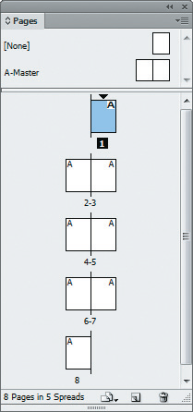 Pages
[None]
A-Master
A
1
A A
2-3
A A
4-5
A A
6-7
A
8
8 Pages in 5 Spreads